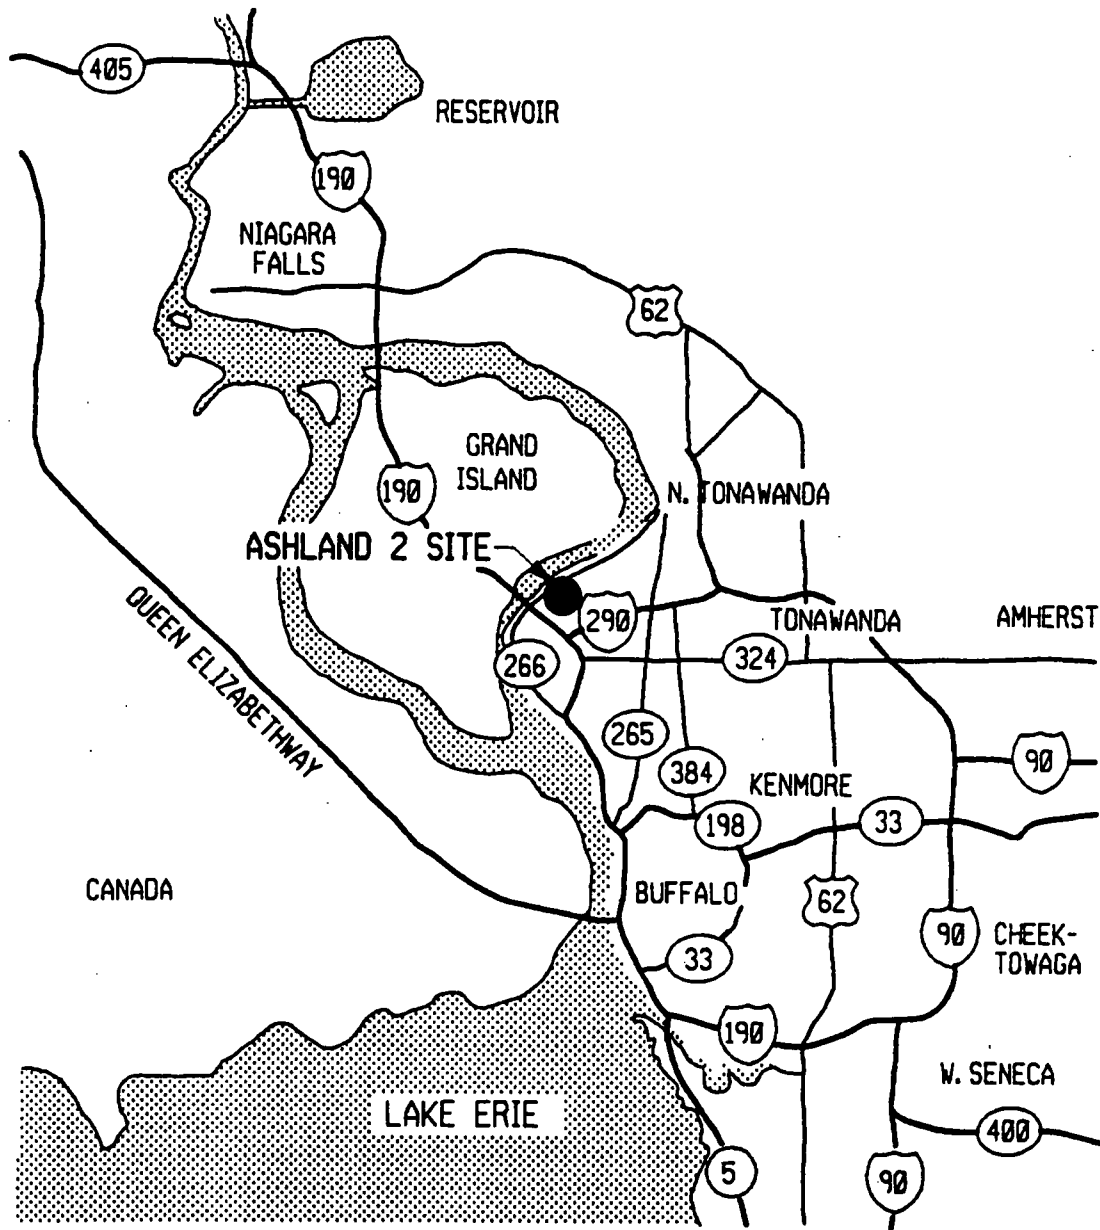 405
RESERVOIR
190
NIAGARA
FALLS
62
GRAND
ISLAND
190
N. TONAWANDA
ASHLAND 2 SITE
290
TONAWANDA
AMHERST
266
324
QUEEN ELIZABETHWAY
265
384
90
KENMORE
198
33
CANADA
BUFFALO
62
90
CHEEK-
TOWAGA
33
190
W. SENECA
LAKE ERIE
400
5
90